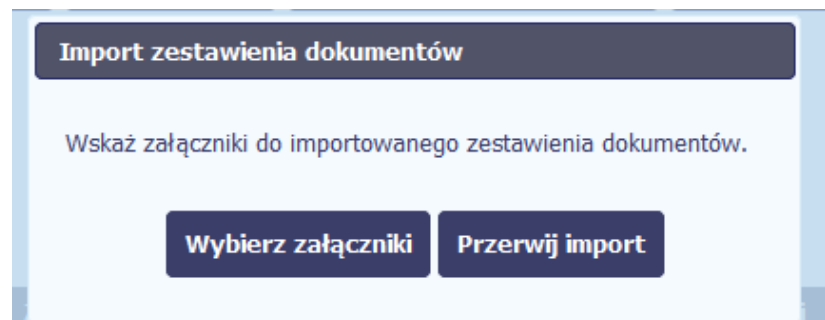 Import zestawienia dokumentów
Wskaż załączniki do importowanego zestawienia dokumentów.
Wybierz załączniki
Przerwij import